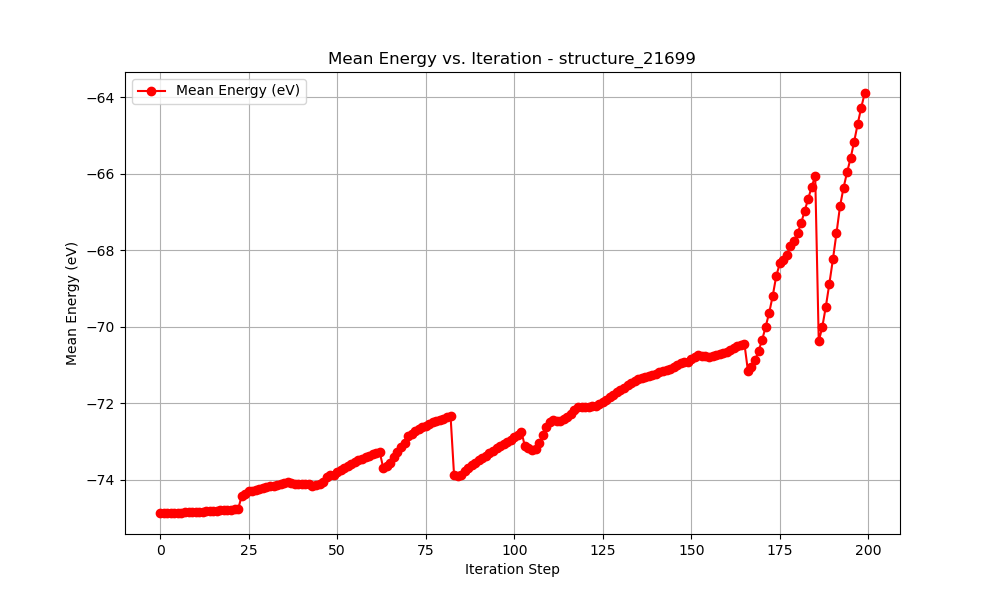 Mean Energy vs. Iteration - structure_21699
Mean Energy (eV)
Mean Energy (eV)
−64
−66
−68
−70
−72
−74
0 25 50 75 100 125 150 175 200
Iteration Step